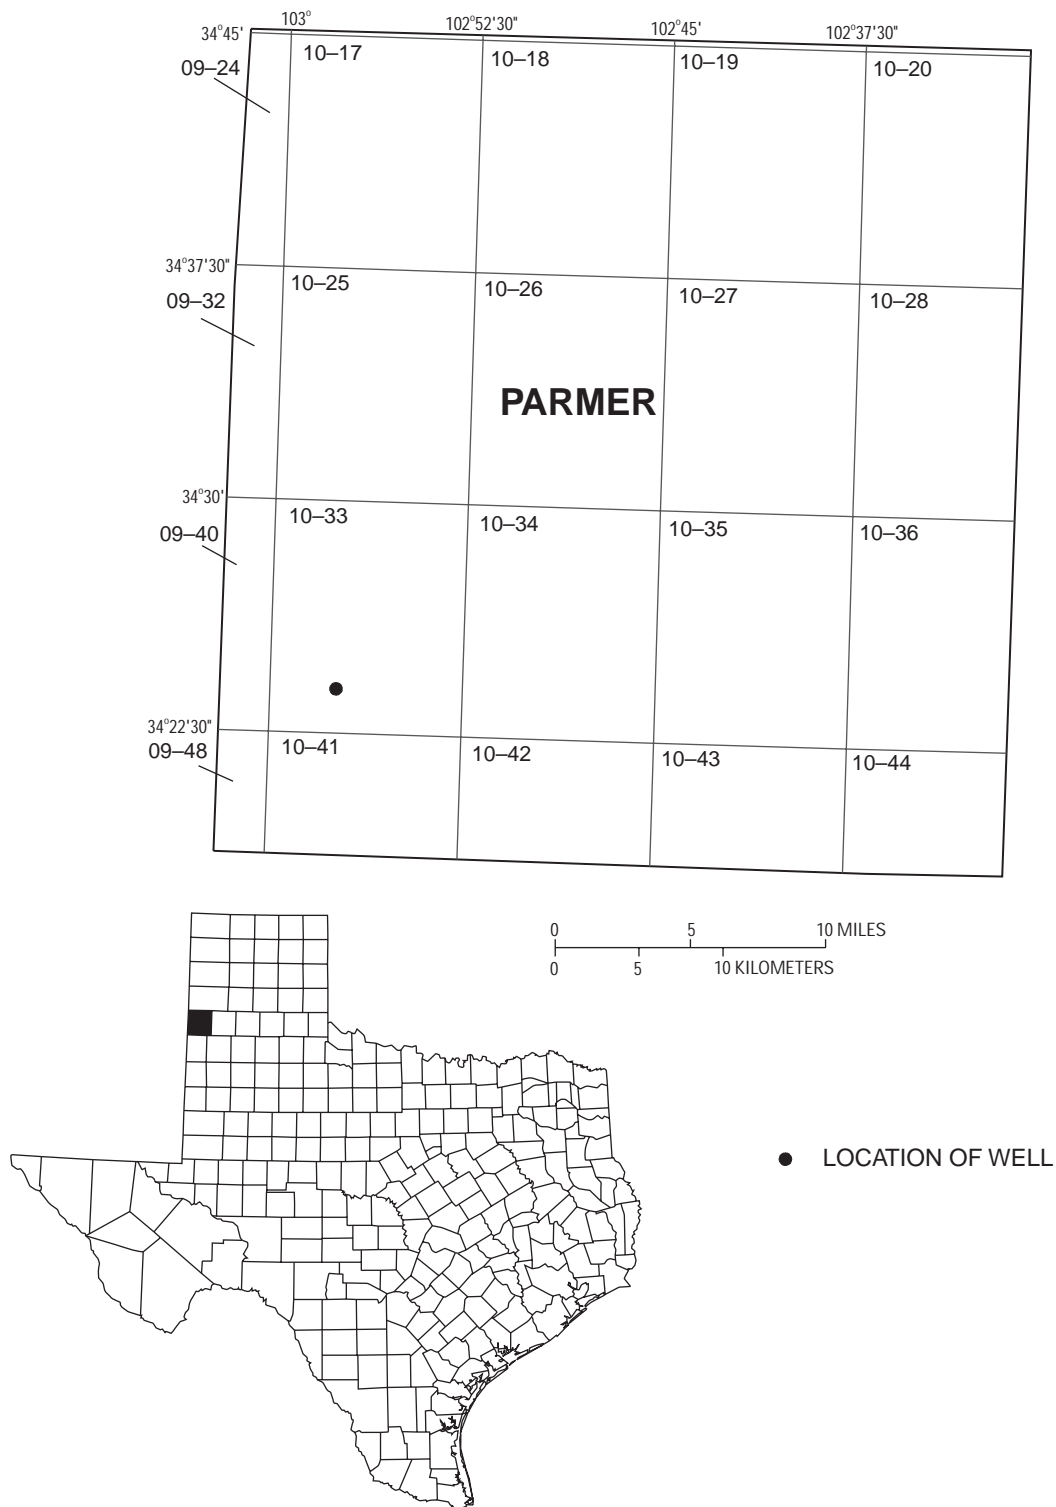 103° 102°52'30" 102°45' 102°37'30"
34°45'
10–17 10–18 10–19 10–20
09–24
34°37'30"
10–25 10–26 10–27 10–28
09–32
PARMER
34°30'
10–33 10–34 10–35 10–36
09–40
34°22'30"
10–41 10–42 10–43 10–44
09–48
0 5 10 MILES
0 5 10 KILOMETERS
LOCATION OF WELL